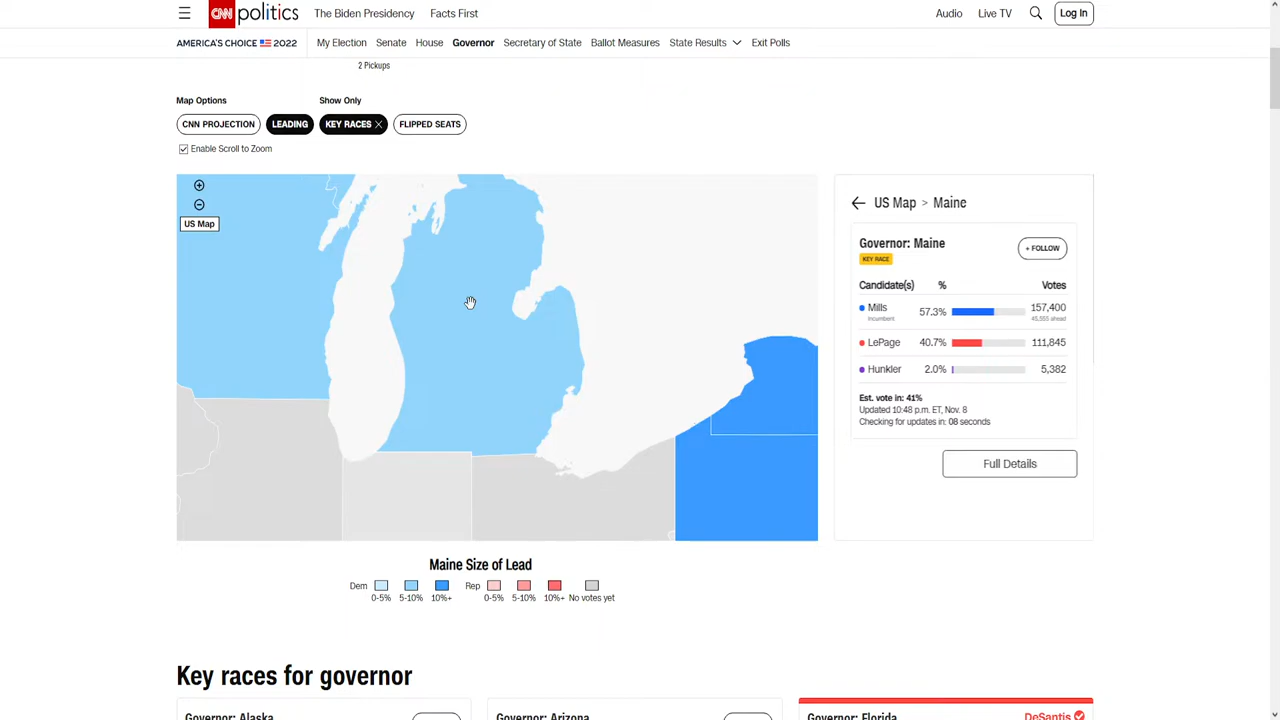 CNN politics The Biden Presidency Facts First Audio Live TV Log In
AMERICA'S CHOICE 2022 My Election Senate House Governor Secretary of State Ballot Measures State Results Exit Polls
2 Pickups
Map Options Show Only
CNN PROJECTION LEADING KEY RACES FLIPPED SEATS
Enable Scroll to Zoom
US Map
US Map > Maine
Governor: Maine + FOLLOW
KEY RACE
Candidate(s) % Votes
Mills 57.3% 157,400
Incumbent 45,555 ahead
LePage 40.7% 111,845
Hunkler 2.0% 5,382
Est. vote in: 41%
Updated 10:48 p.m. ET, Nov. 8
Checking for updates in: 08 seconds
Full Details
Maine Size of Lead
Dem 0-5% 5-10% 10%+ Rep 0-5% 5-10% 10%+ No votes yet
Key races for governor
Governor: Alaska Governor: Arizona Governor: Florida DeSantis